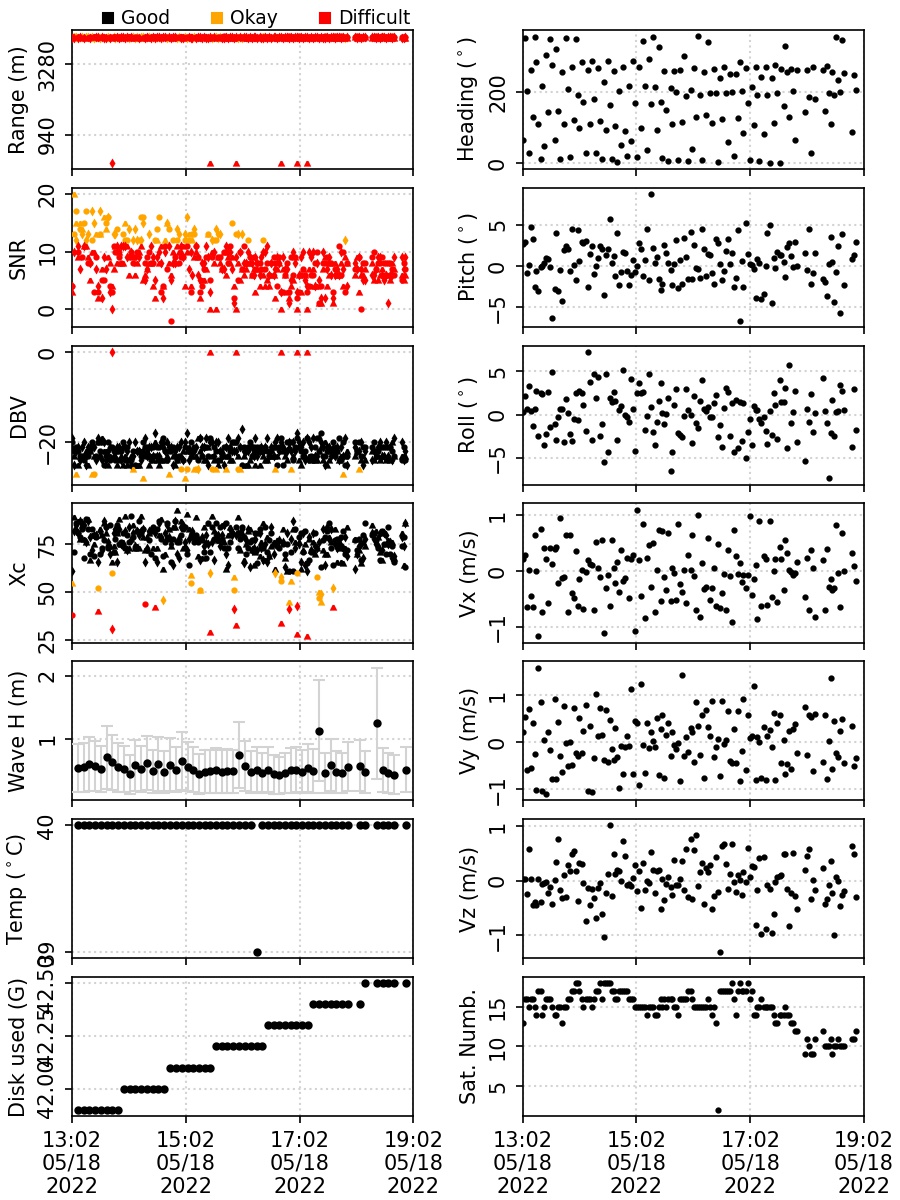 Good Okay Difficult
Range (m)
3280
940
Heading (°)
200
0
SNR
20
10
0
Pitch (°)
5
0
−5
DBV
0
−20
Roll (°)
5
0
−5
Xc
75
50
25
Vx (m/s)
1
0
−1
Wave H (m)
2
1
Vy (m/s)
1
0
−1
Temp (°C)
40
39
Vz (m/s)
1
0
−1
Disk used (G)
42.50
42.25
42.00
Sat. Numb.
15
10
5
13:02 15:02 17:02 19:02
05/18 05/18 05/18 05/18
2022 2022 2022 2022
13:02 15:02 17:02 19:02
05/18 05/18 05/18 05/18
2022 2022 2022 2022